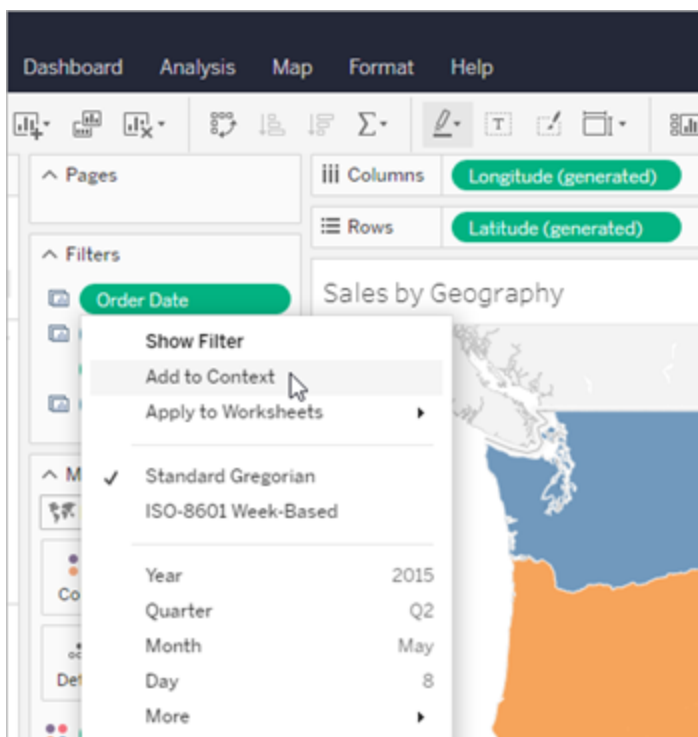 Dashboard Analysis Map Format Help
Pages
Columns Longitude (generated)
Rows Latitude (generated)
Filters
Order Date
Sales by Geography
Show Filter
Add to Context
Apply to Worksheets
Standard Gregorian
ISO-8601 Week-Based
Year 2015
Quarter Q2
Month May
Day 8
More